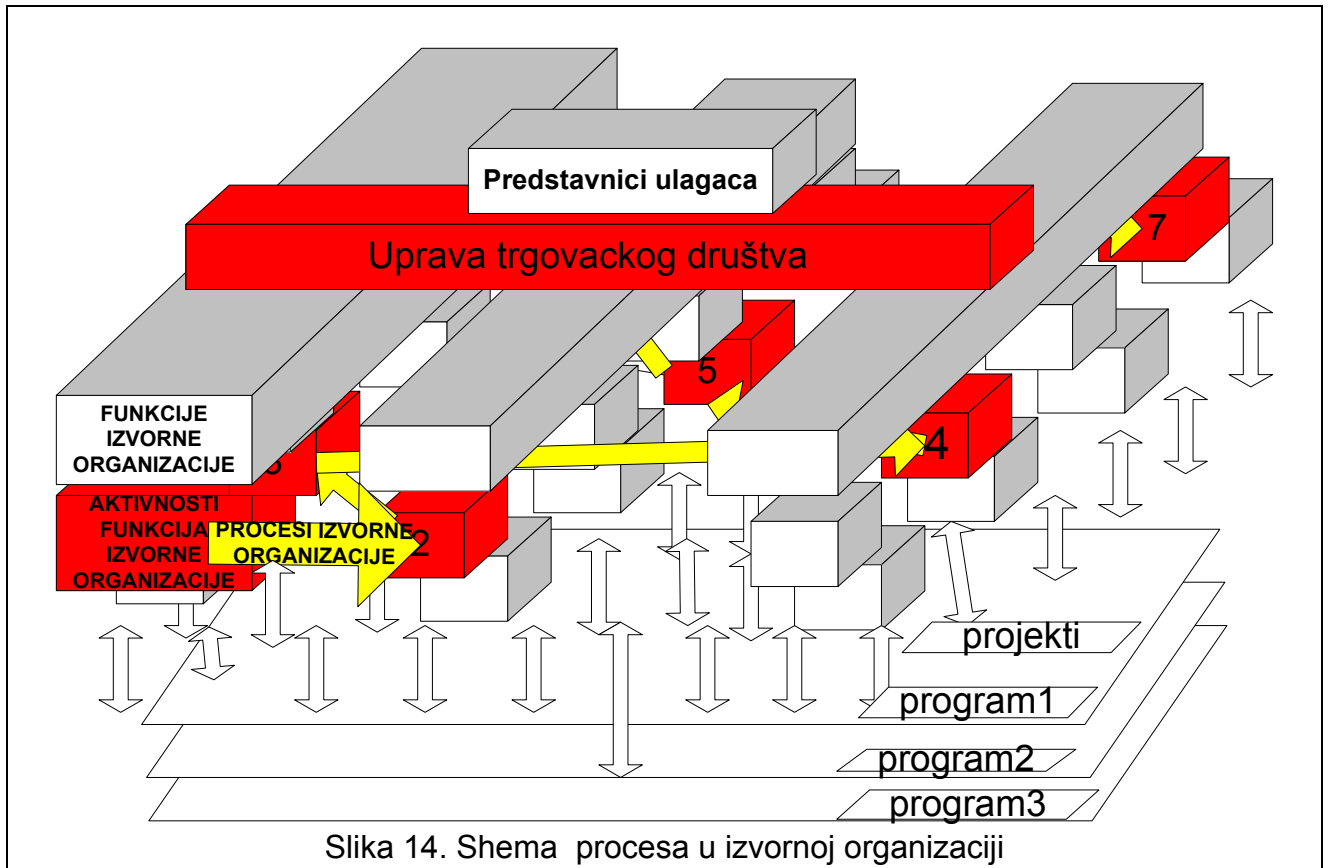 Predstavnici ulagaca
Uprava trgovackog društva
7
5
FUNKCIJE
IZVORNE
ORGANIZACIJE
4
AKTIVNOSTI
FUNKCIJA
IZVORNE
ORGANIZACIJE
PROCESI IZVORNE
ORGANIZACIJE
2
projekti
program1
program2
program3
Slika 14. Shema procesa u izvornoj organizaciji